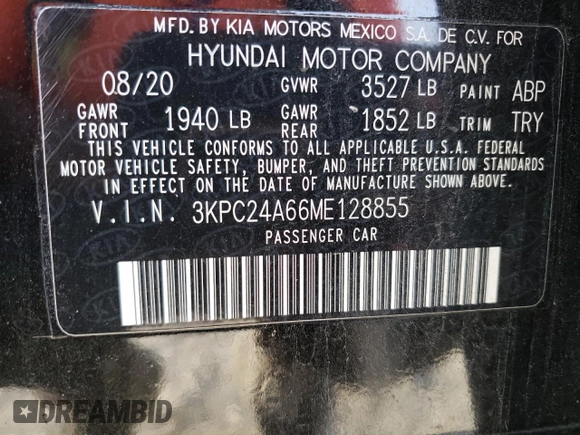 MFD. BY KIA MOTORS MEXICO S.A. DE C.V. FOR
HYUNDAI MOTOR COMPANY
08/20 GVWR 3527 LB PAINT ABP
GAWR FRONT 1940 LB GAWR REAR 1852 LB TRIM TRY
THIS VEHICLE CONFORMS TO ALL APPLICABLE U.S.A. FEDERAL
MOTOR VEHICLE SAFETY, BUMPER, AND THEFT PREVENTION STANDARDS
IN EFFECT ON THE DATE OF MANUFACTURE SHOWN ABOVE.
V.I.N. 3KPC24A66ME128855
PASSENGER CAR
DREAMBID